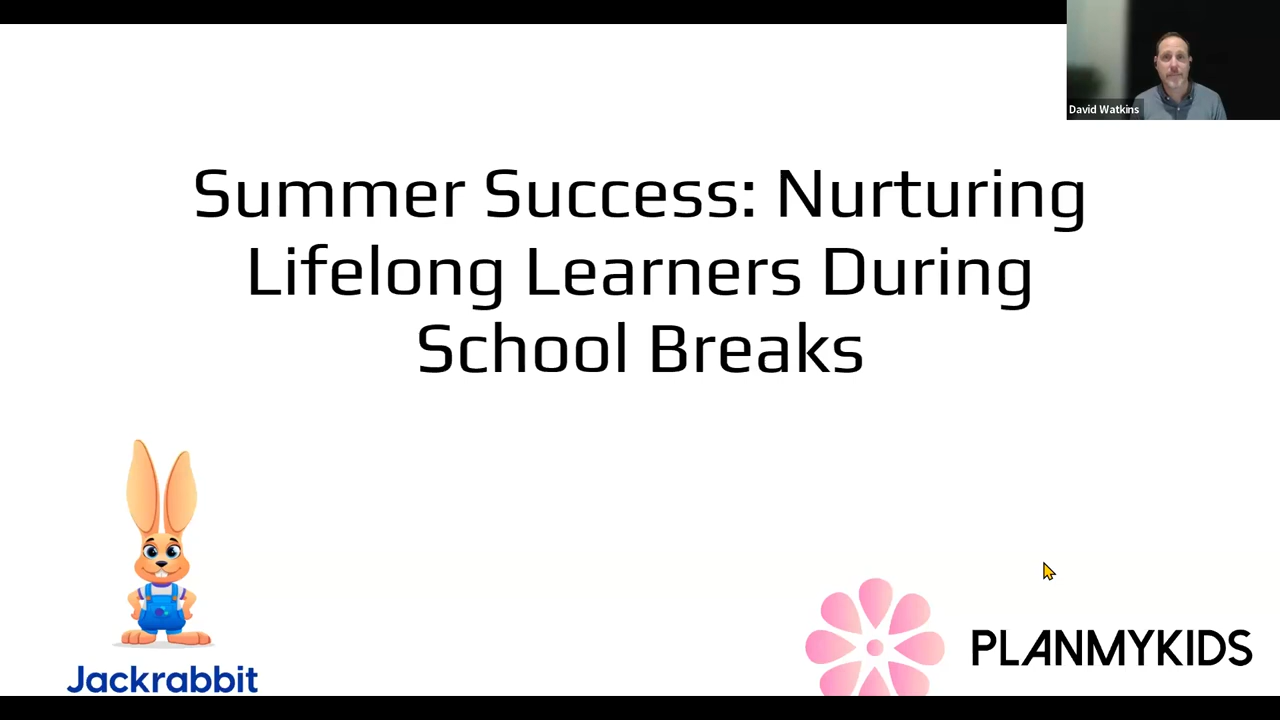 David Watkins
Summer Success: Nurturing
Lifelong Learners During
School Breaks
Jackrabbit
PLANMYKIDS